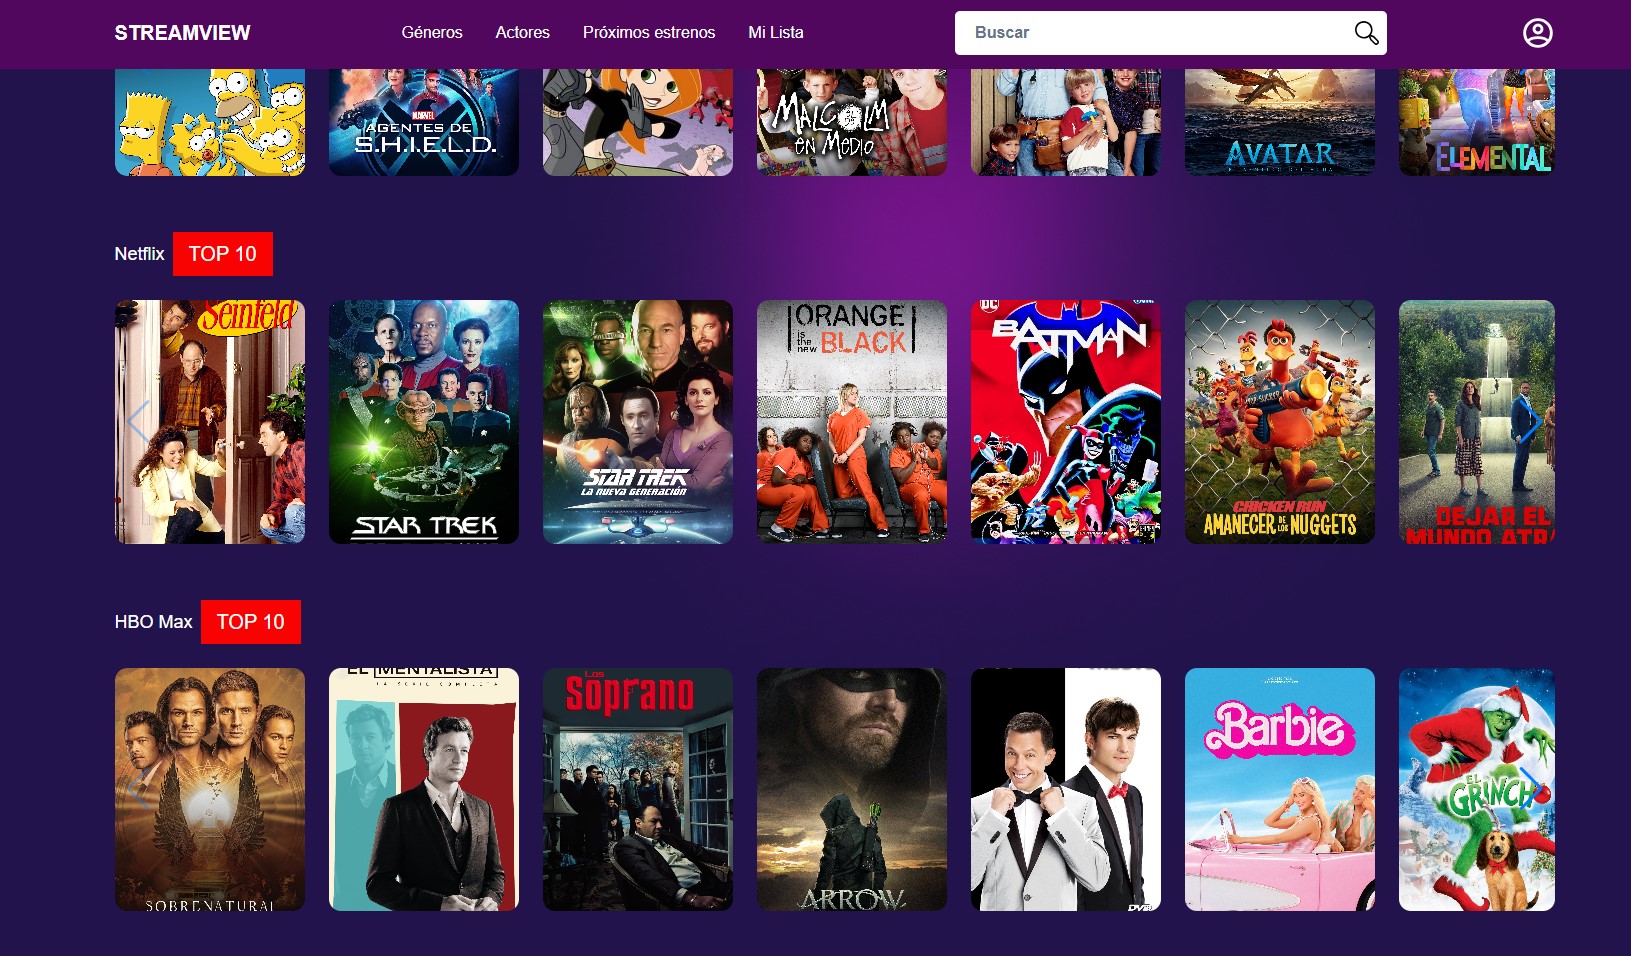 STREAMVIEW
Géneros
Actores
Próximos estrenos
Mi Lista
Buscar
MARVEL
AGENTES DE
S.H.I.E.L.D.
MALCOLM
EN MEDIO
AVATAR
ELEMENTAL
Netflix
TOP 10
Seinfeld
STAR TREK
STAR TREK
LA NUEVA GENERACIÓN
ORANGE
is the new BLACK
DC
BATMAN
CHICKEN RUN
AMANECER DE LOS NUGGETS
DEJAR EL
MUNDO ATR
HBO Max
TOP 10
SOBRENATURAL
EL MENTALISTA
LA SERIE COMPLETA
Los
Soprano
ARROW
DVD
Barbie
EL
GRINCH